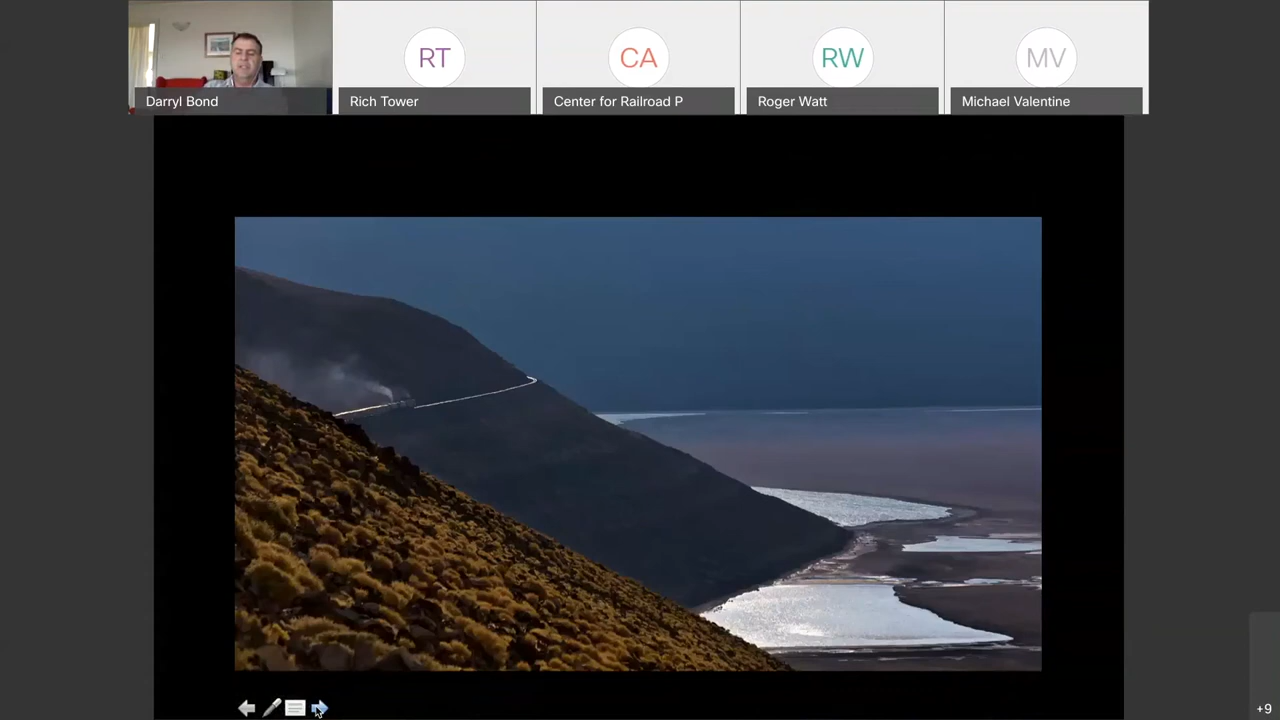 RT
CA
RW
MV
Darryl Bond
Rich Tower
Center for Railroad P
Roger Watt
Michael Valentine
+9